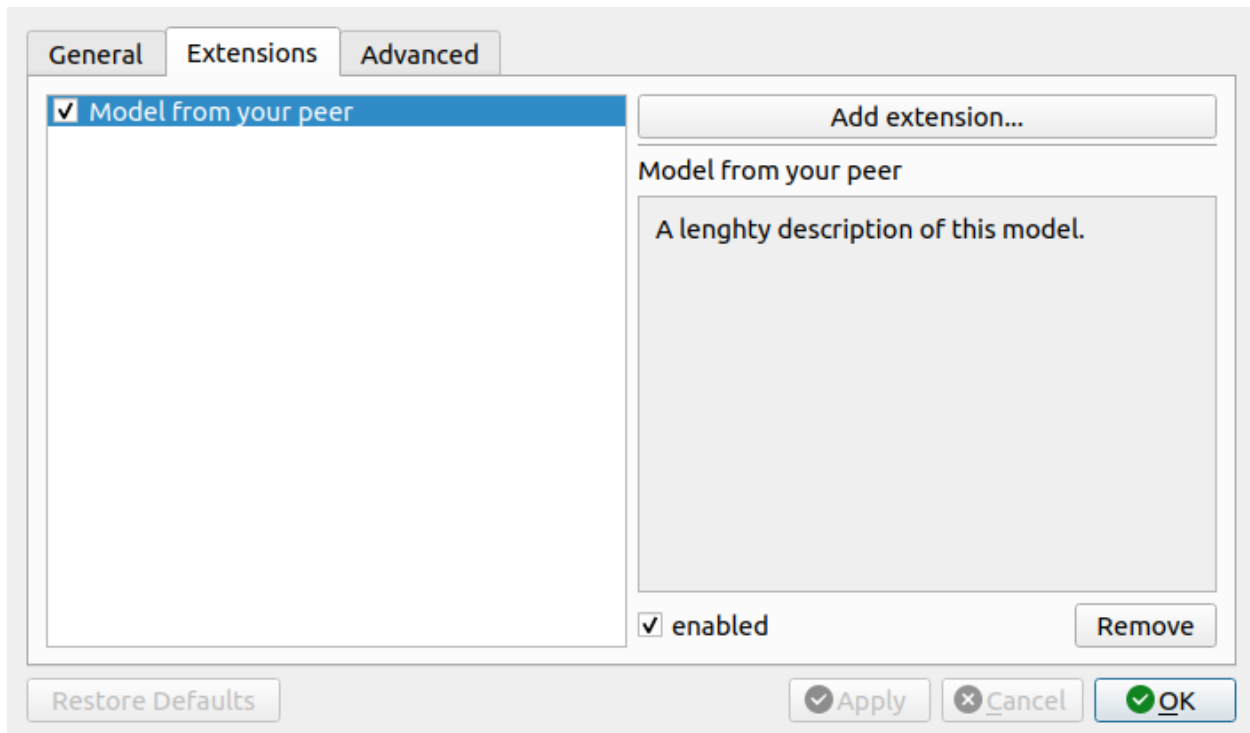 General
Extensions
Advanced
Model from your peer
Add extension...
Model from your peer
A lenghty description of this model.
enabled
Remove
Restore Defaults
Apply
Cancel
OK